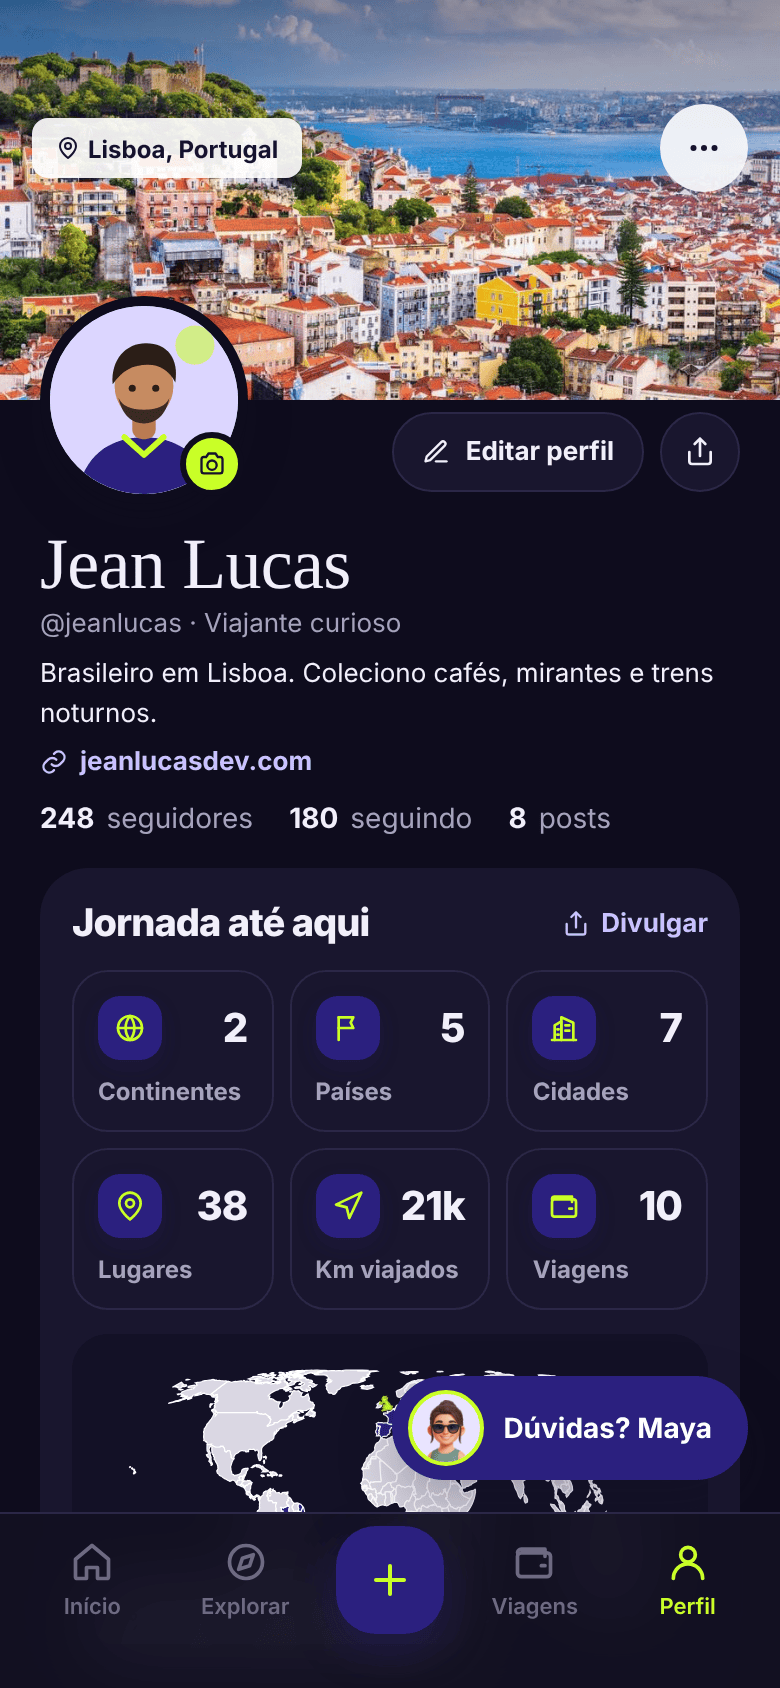 Lisboa, Portugal
Editar perfil
Jean Lucas
@jeanlucas · Viajante curioso
Brasileiro em Lisboa. Coleciono cafés, mirantes e trens
noturnos.
jeanlucasdev.com
248 seguidores 180 seguindo 8 posts
Jornada até aqui
Divulgar
2
Continentes
5
Países
7
Cidades
38
Lugares
21k
Km viajados
10
Viagens
Dúvidas? Maya
Início
Explorar
Viagens
Perfil